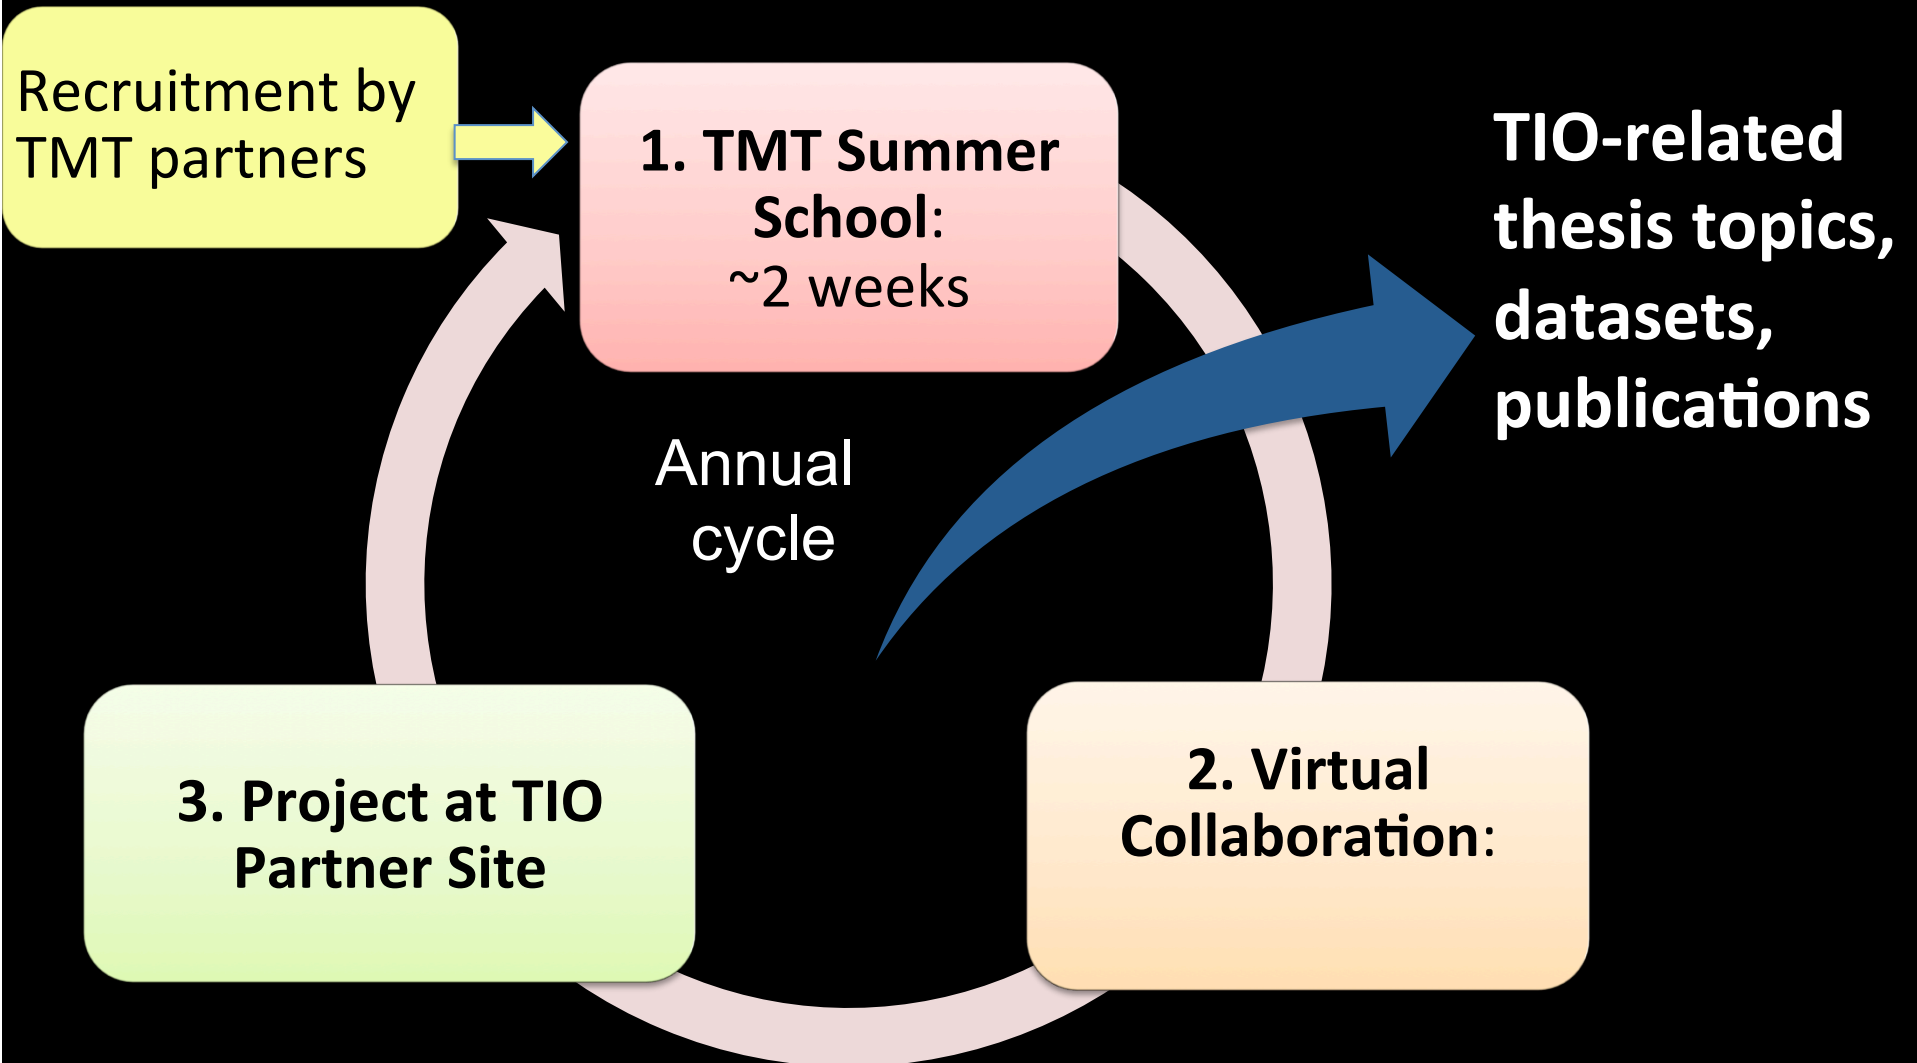 Recruitment by
TMT partners
1. TMT Summer
School:
~2 weeks
TIO-related
thesis topics,
datasets,
publications
Annual
cycle
3. Project at TIO
Partner Site
2. Virtual
Collaboration: